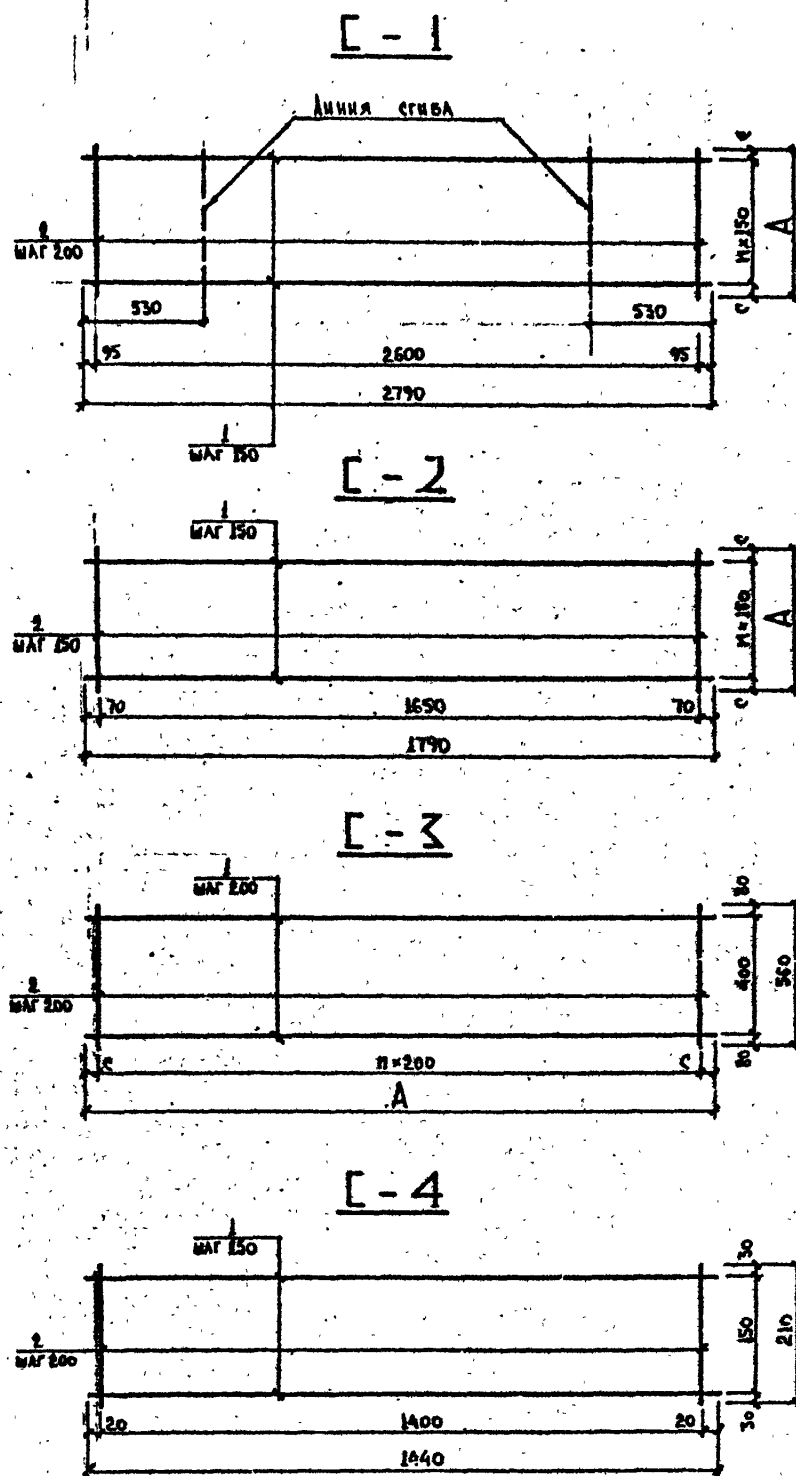 С - 1
ЛИНИЯ СГИБА
2
ШАГ 200
С
М×150
С
А
530
530
95
2600
95
2790
1
ШАГ 150
С - 2
1
ШАГ 150
2
ШАГ 150
С
М×150
С
А
70
1650
70
1790
С - 3
1
ШАГ 200
2
ШАГ 200
80
400
80
560
С
П×200
С
А
С - 4
1
ШАГ 150
2
ШАГ 200
30
150
30
210
20
1400
20
1440